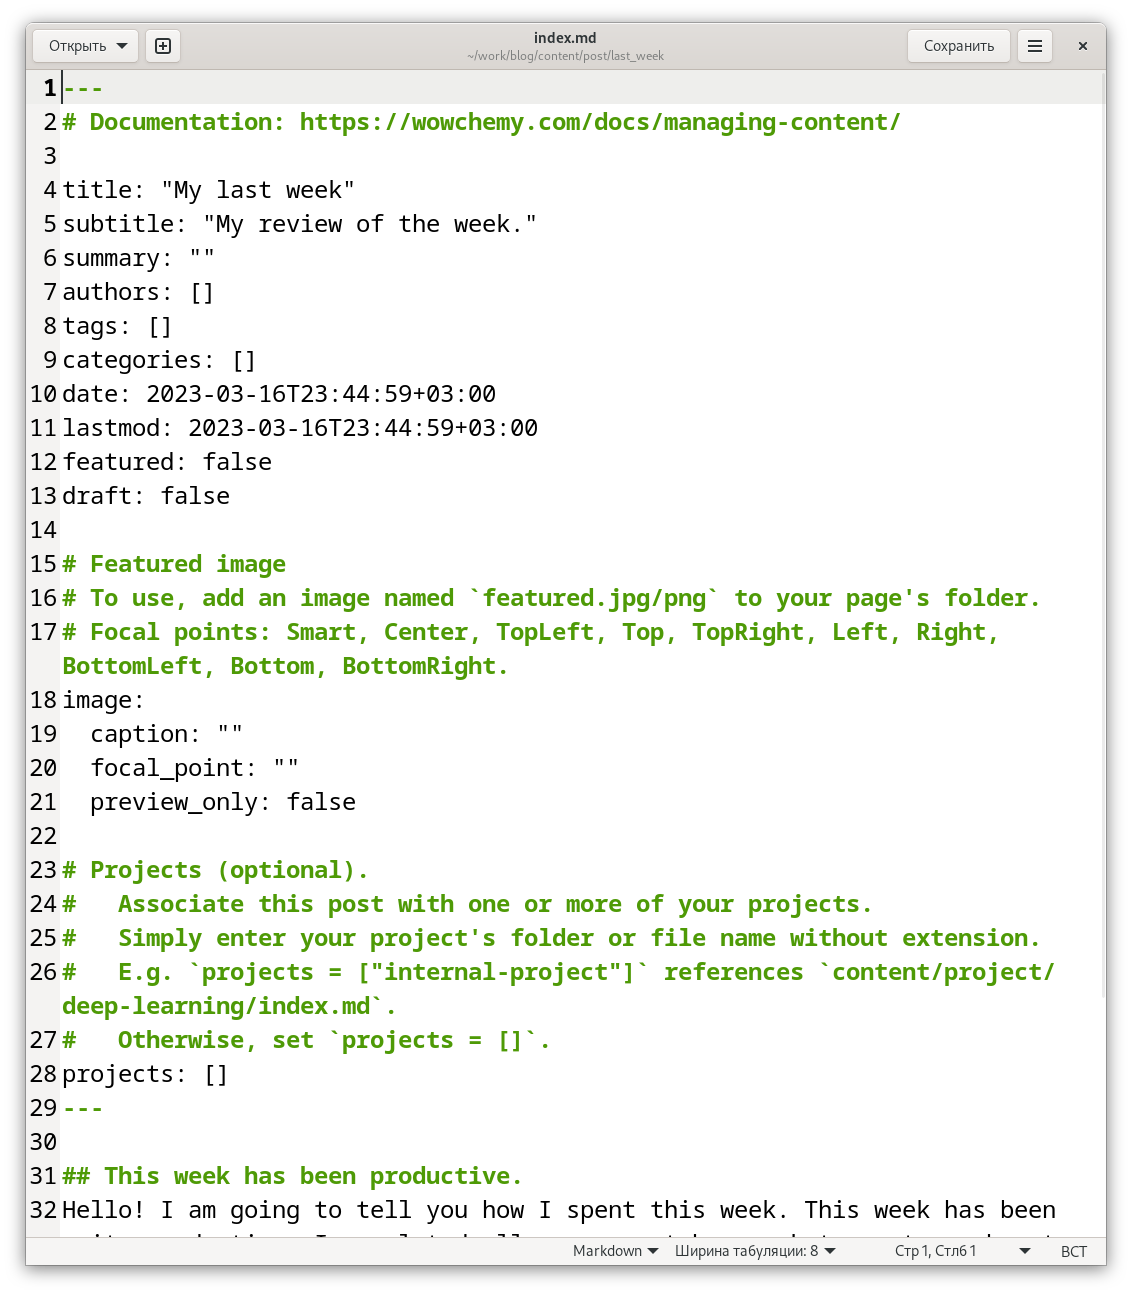 Открыть
index.md
~/work/blog/content/post/last_week
Сохранить
1 ---
2 # Documentation: https://wowchemy.com/docs/managing-content/
3
4 title: "My last week"
5 subtitle: "My review of the week."
6 summary: ""
7 authors: []
8 tags: []
9 categories: []
10 date: 2023-03-16T23:44:59+03:00
11 lastmod: 2023-03-16T23:44:59+03:00
12 featured: false
13 draft: false
14
15 # Featured image
16 # To use, add an image named `featured.jpg/png` to your page's folder.
17 # Focal points: Smart, Center, TopLeft, Top, TopRight, Left, Right,
BottomLeft, Bottom, BottomRight.
18 image:
19   caption: ""
20   focal_point: ""
21   preview_only: false
22
23 # Projects (optional).
24 #   Associate this post with one or more of your projects.
25 #   Simply enter your project's folder or file name without extension.
26 #   E.g. `projects = ["internal-project"]` references `content/project/
deep-learning/index.md`.
27 #   Otherwise, set `projects = []`.
28 projects: []
29 ---
30
31 ## This week has been productive.
32 Hello! I am going to tell you how I spent this week. This week has been
Markdown Ширина табуляции: 8 Стр 1, Стлб 1 ВСТ